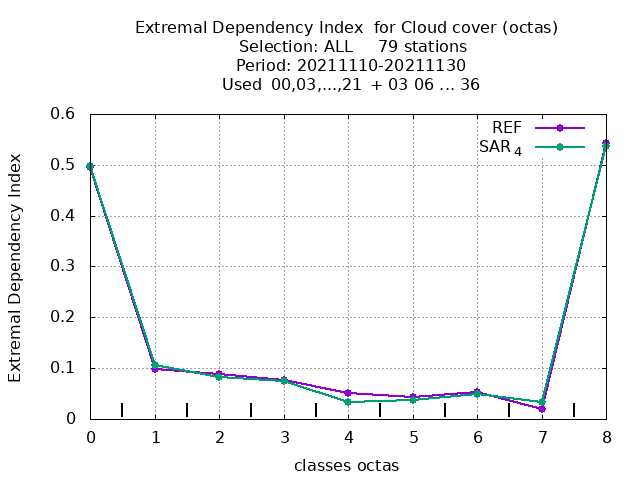 Extremal Dependency Index  for Cloud cover (octas)
Selection: ALL     79 stations
Period: 20211110-20211130
Used  00,03,...,21  + 03 06 ... 36
REF
SAR 4
Extremal Dependency Index
0.6
0.5
0.4
0.3
0.2
0.1
0
0 1 2 3 4 5 6 7 8
classes octas